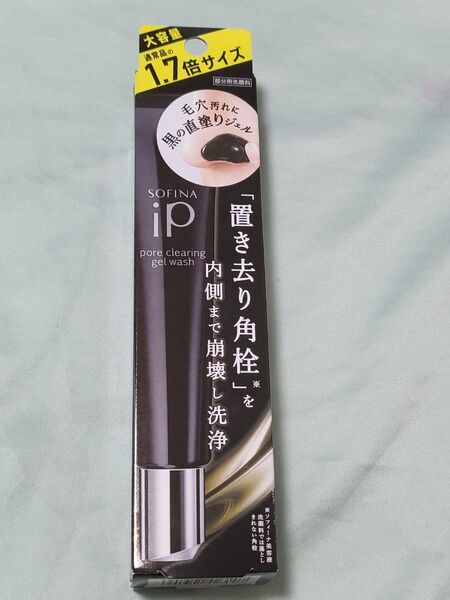 大容量
通常品の
1.7倍サイズ
部分用洗顔料
毛穴汚れに
黒の直塗りジェル
SOFINA
iP
pore clearing
gel wash
「置き去り角栓」※を
内側まで崩壊し洗浄
※ソフィーナ美容液
洗顔料では落とし
きれない角栓